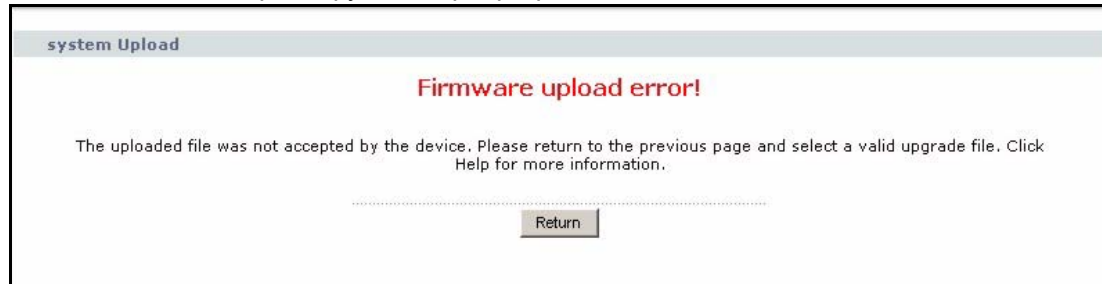 system Upload
Firmware upload error!
The uploaded file was not accepted by the device. Please return to the previous page and select a valid upgrade file. Click
Help for more information.
Return